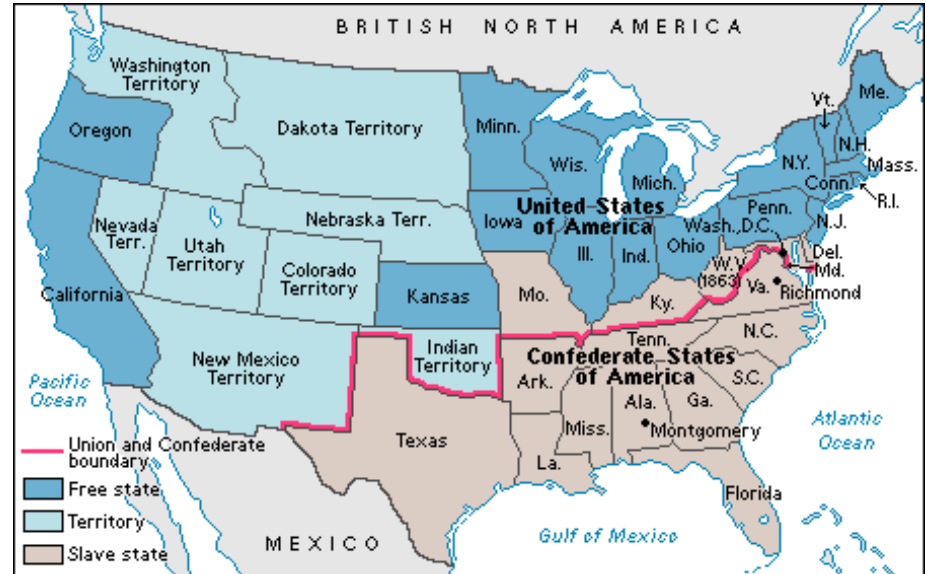 BRITISH NORTH AMERICA
Washington
Territory
Oregon
Dakota Territory
Minn.
Wis.
Mich.
Vt.
Me.
N.H.
N.Y.
Mass.
Conn.
R.I.
Nevada
Terr.
Utah
Territory
Nebraska Terr.
Iowa
United States
of America
Penn.
N.J.
Wash., D.C.
Ill.
Ind.
Ohio
Del.
Md.
California
Colorado
Territory
Kansas
Mo.
Ky.
W.V.
(1863)
Va.
Richmond
New Mexico
Territory
Indian
Territory
Tenn.
N.C.
Confederate States
of America
Ark.
S.C.
Pacific
Ocean
Texas
Miss.
Ala.
Ga.
Montgomery
La.
Florida
Atlantic
Ocean
Gulf of Mexico
MEXICO
Union and Confederate
boundary
Free state
Territory
Slave state